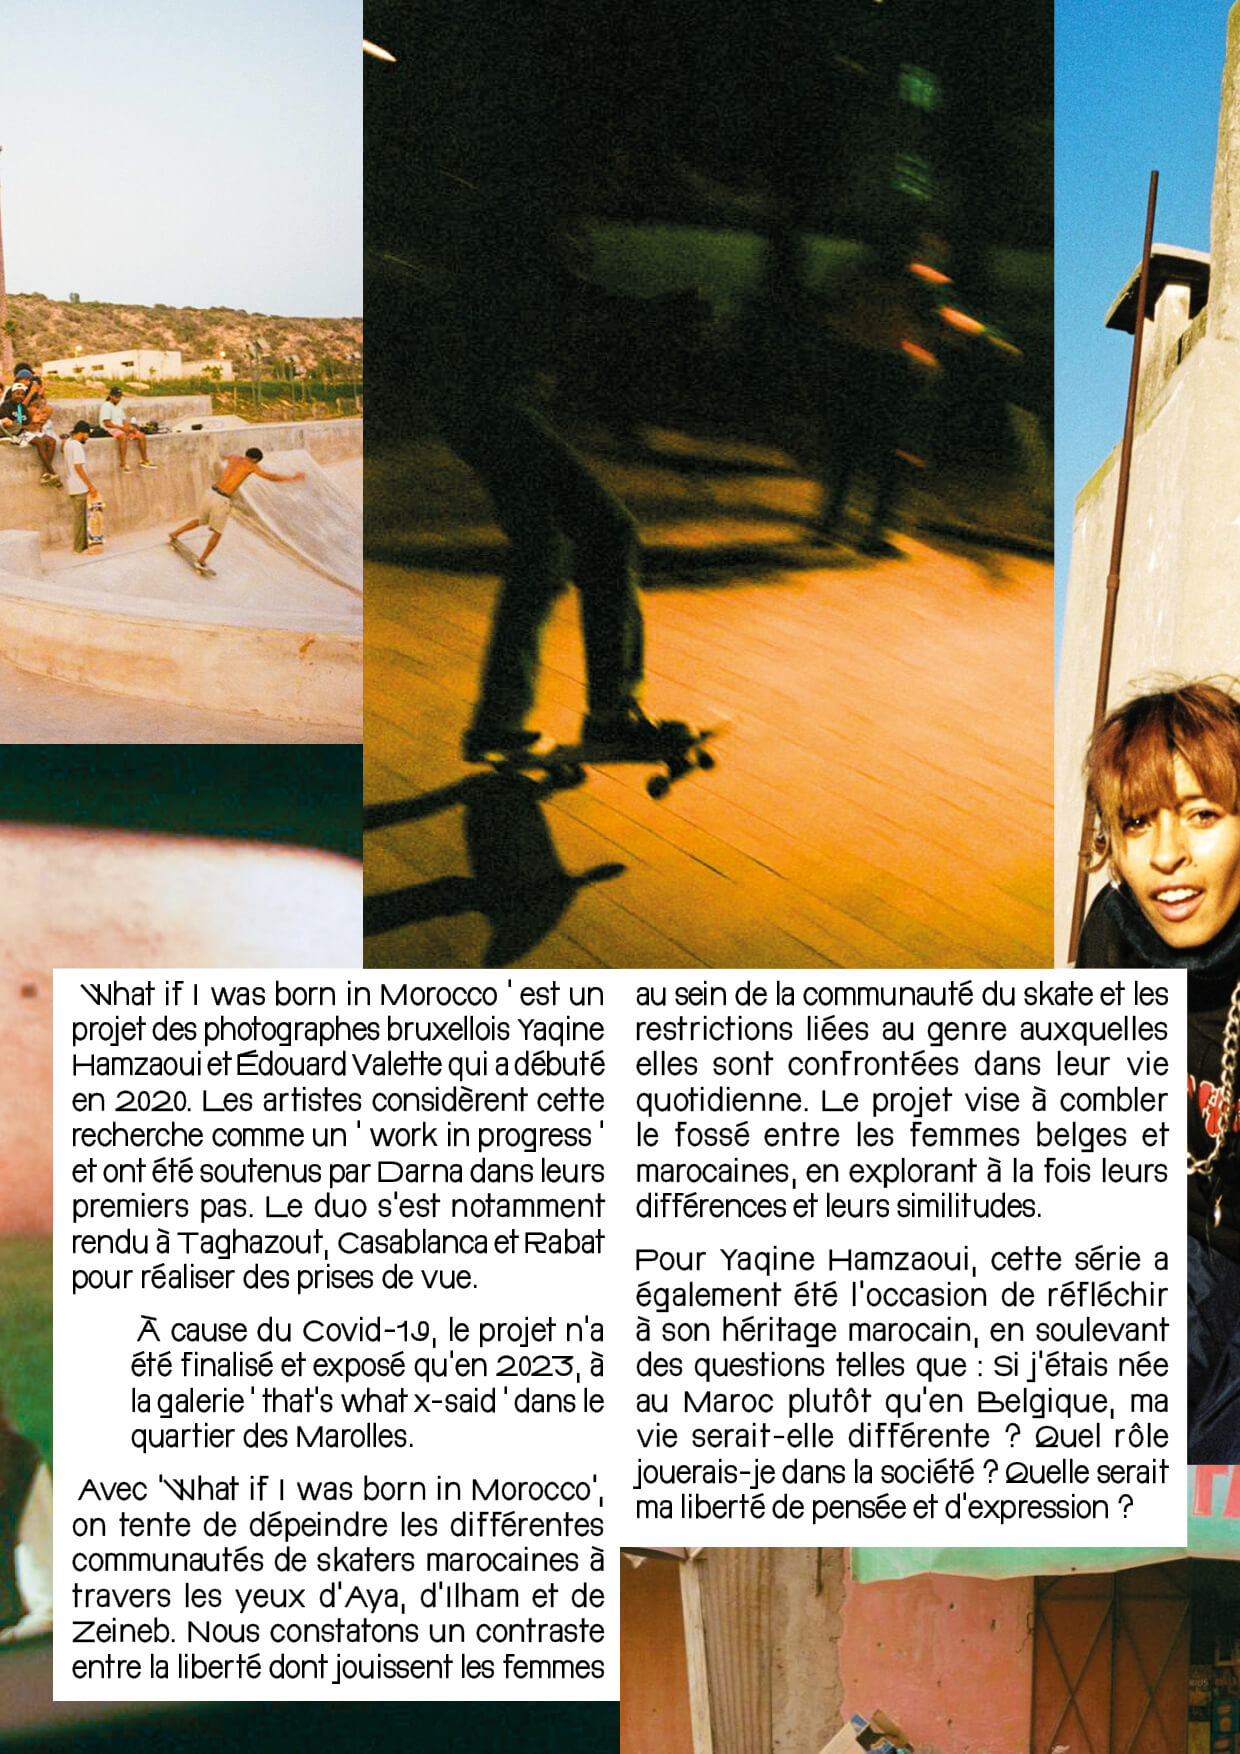 'What if I was born in Morocco ' est un
projet des photographes bruxellois Yaqine
Hamzaoui et Édouard Valette qui a débuté
en 2020. Les artistes considèrent cette
recherche comme un ' work in progress '
et ont été soutenus par Darna dans leurs
premiers pas. Le duo s'est notamment
rendu à Taghazout, Casablanca et Rabat
pour réaliser des prises de vue.
À cause du Covid-19, le projet n'a
été finalisé et exposé qu'en 2023, à
la galerie ' that's what x-said ' dans le
quartier des Marolles.
Avec 'What if I was born in Morocco',
on tente de dépeindre les différentes
communautés de skaters marocaines à
travers les yeux d'Aya, d'Ilham et de
Zeineb. Nous constatons un contraste
entre la liberté dont jouissent les femmes
au sein de la communauté du skate et les
restrictions liées au genre auxquelles
elles sont confrontées dans leur vie
quotidienne. Le projet vise à combler
le fossé entre les femmes belges et
marocaines, en explorant à la fois leurs
différences et leurs similitudes.
Pour Yaqine Hamzaoui, cette série a
également été l'occasion de réfléchir
à son héritage marocain, en soulevant
des questions telles que : Si j'étais née
au Maroc plutôt qu'en Belgique, ma
vie serait-elle différente ? Quel rôle
jouerais-je dans la société ? Quelle serait
ma liberté de pensée et d'expression ?